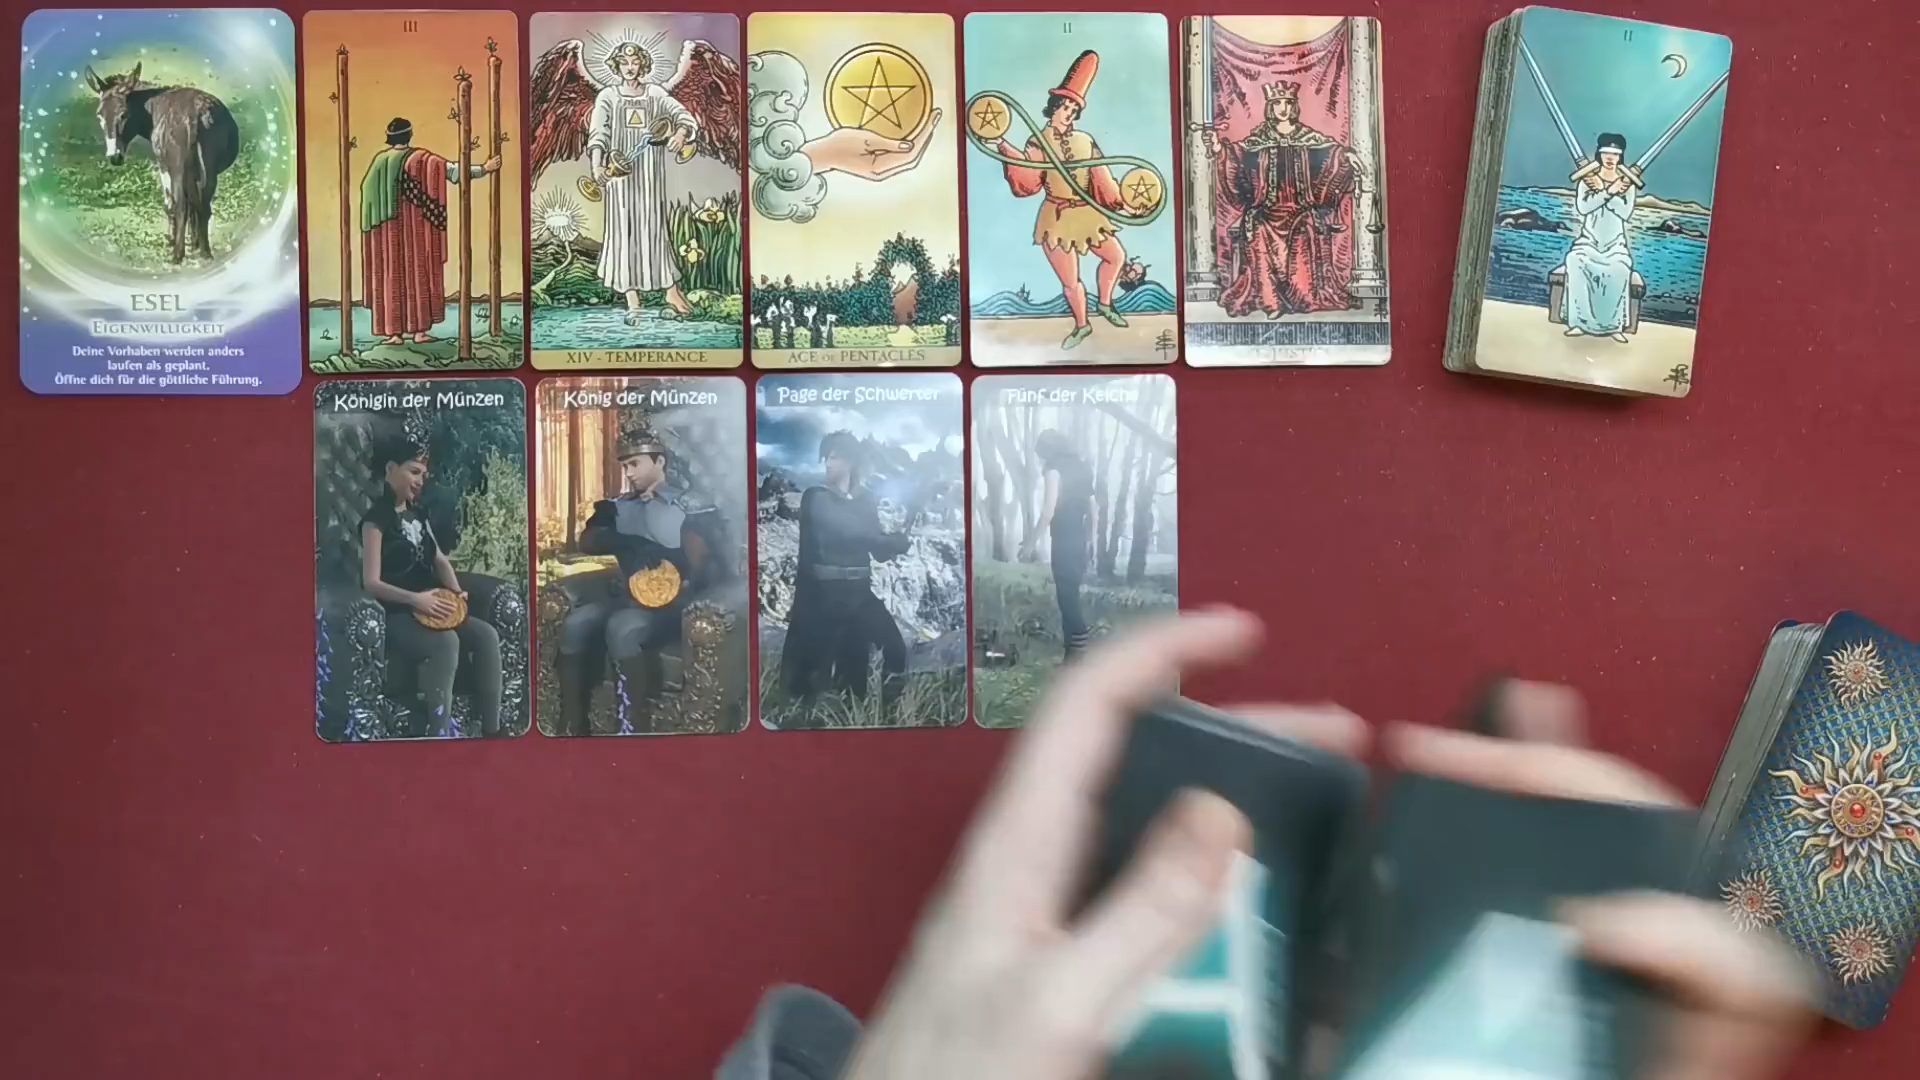 ESEL
EIGENWILLIGKEIT
Deine Vorhaben werden anders
laufen als geplant.
Öffne dich für die göttliche Führung.
III
XIV - TEMPERANCE
ACE OF PENTACLES
II
JUSTICE
II
Königin der Münzen
König der Münzen
Page der Schwerter
Fünf der Kelche